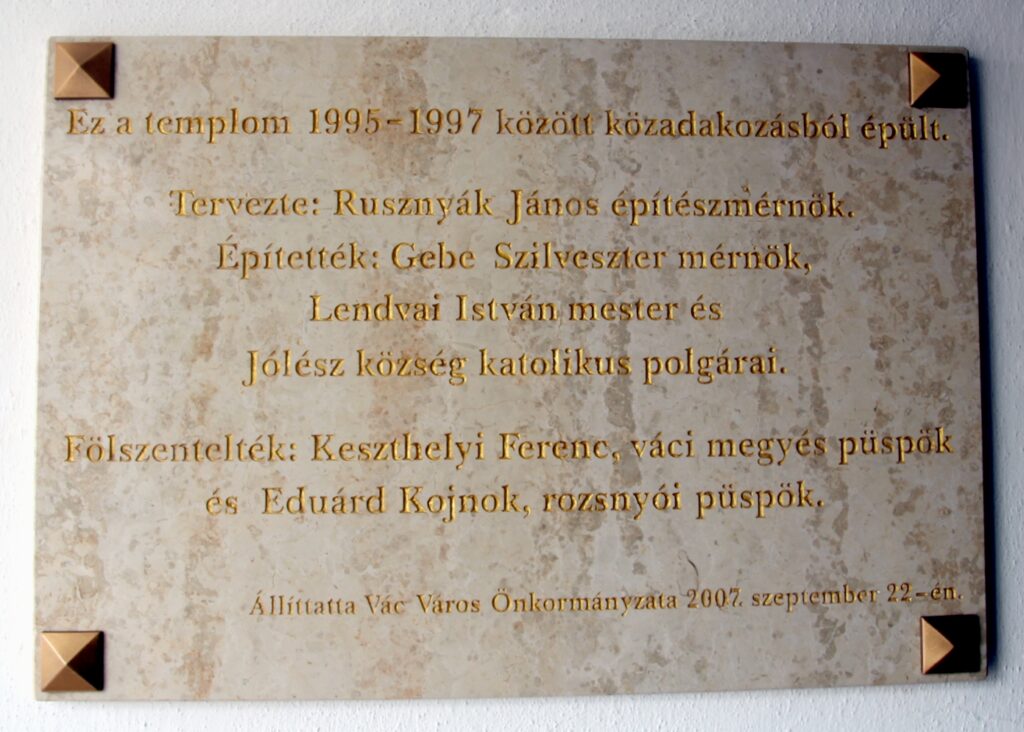 Ez a templom 1995-1997 között közadakozásból épült.
Tervezte: Rusznyák János építészmérnök.
Építették: Gebe Szilveszter mérnök,
Lendvai István mester és
Jólész község katolikus polgárai.
Fölszentelték: Keszthelyi Ferenc, váci megyés püspök
és Eduárd Kojnok, rozsnyói püspök.
Állíttatta Vác Város Önkormányzata 2007. szeptember 22-én.